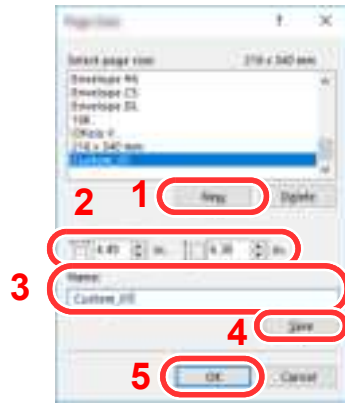 Page Sizes
Select page size: 216 x 340 mm
Envelope C5
Envelope DL
16K
Oficio II
216 x 340 mm
Custom_01
2
1
New
Delete
in.
in.
3
Name:
Custom_01
4
Save
5
OK
Cancel